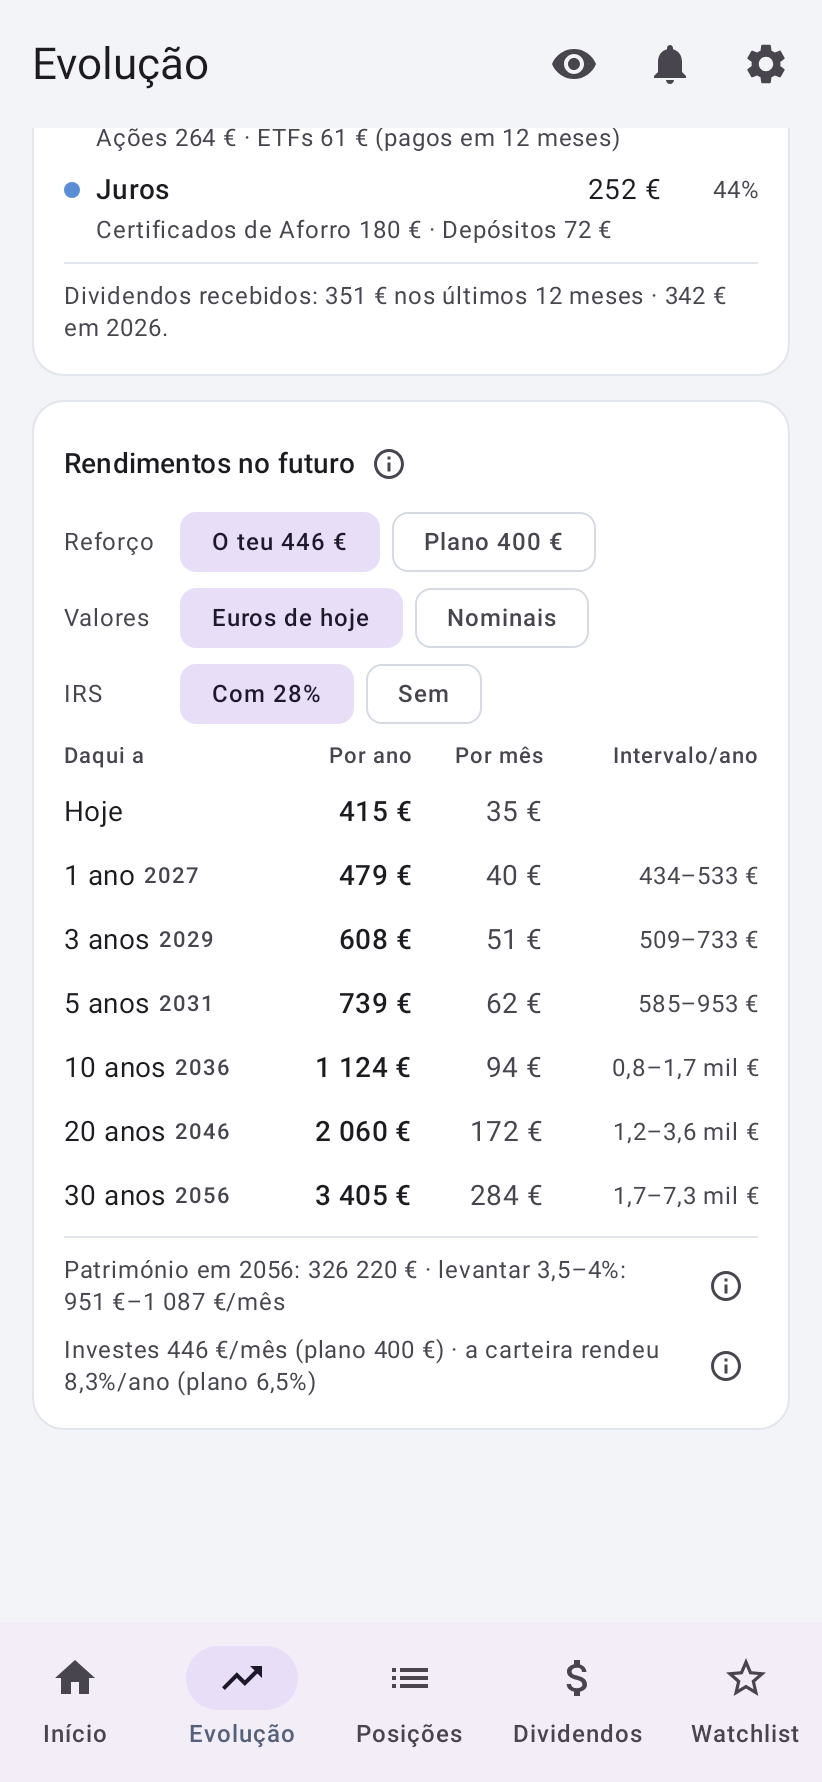 Evolução
Ações 264 € · ETFs 61 € (pagos em 12 meses)
Juros 252 € 44%
Certificados de Aforro 180 € · Depósitos 72 €
Dividendos recebidos: 351 € nos últimos 12 meses · 342 €
em 2026.
Rendimentos no futuro
Reforço O teu 446 € Plano 400 €
Valores Euros de hoje Nominais
IRS Com 28% Sem
Daqui a Por ano Por mês Intervalo/ano
Hoje 415 € 35 €
1 ano 2027 479 € 40 € 434–533 €
3 anos 2029 608 € 51 € 509–733 €
5 anos 2031 739 € 62 € 585–953 €
10 anos 2036 1 124 € 94 € 0,8–1,7 mil €
20 anos 2046 2 060 € 172 € 1,2–3,6 mil €
30 anos 2056 3 405 € 284 € 1,7–7,3 mil €
Património em 2056: 326 220 € · levantar 3,5–4%:
951 €–1 087 €/mês
Investes 446 €/mês (plano 400 €) · a carteira rendeu
8,3%/ano (plano 6,5%)
Início Evolução Posições Dividendos Watchlist